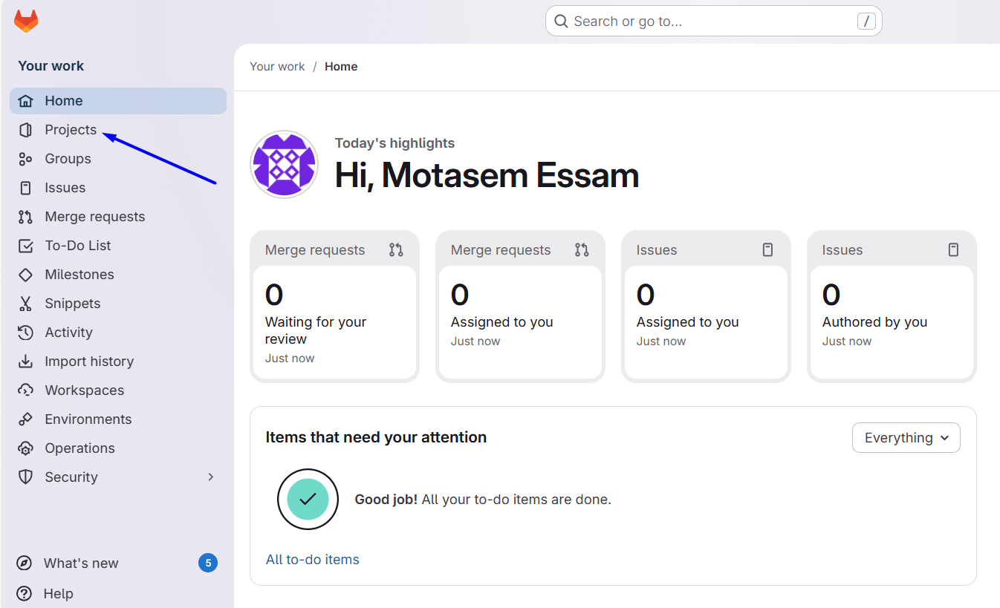 Search or go to...
/
Your work
Home
Projects
Groups
Issues
Merge requests
To-Do List
Milestones
Snippets
Activity
Import history
Workspaces
Environments
Operations
Security
What's new
5
Help
Your work / Home
Today's highlights
Hi, Motasem Essam
Merge requests
0
Waiting for your
review
Just now
Merge requests
0
Assigned to you
Just now
Issues
0
Assigned to you
Just now
Issues
0
Authored by you
Just now
Items that need your attention
Everything
Good job! All your to-do items are done.
All to-do items